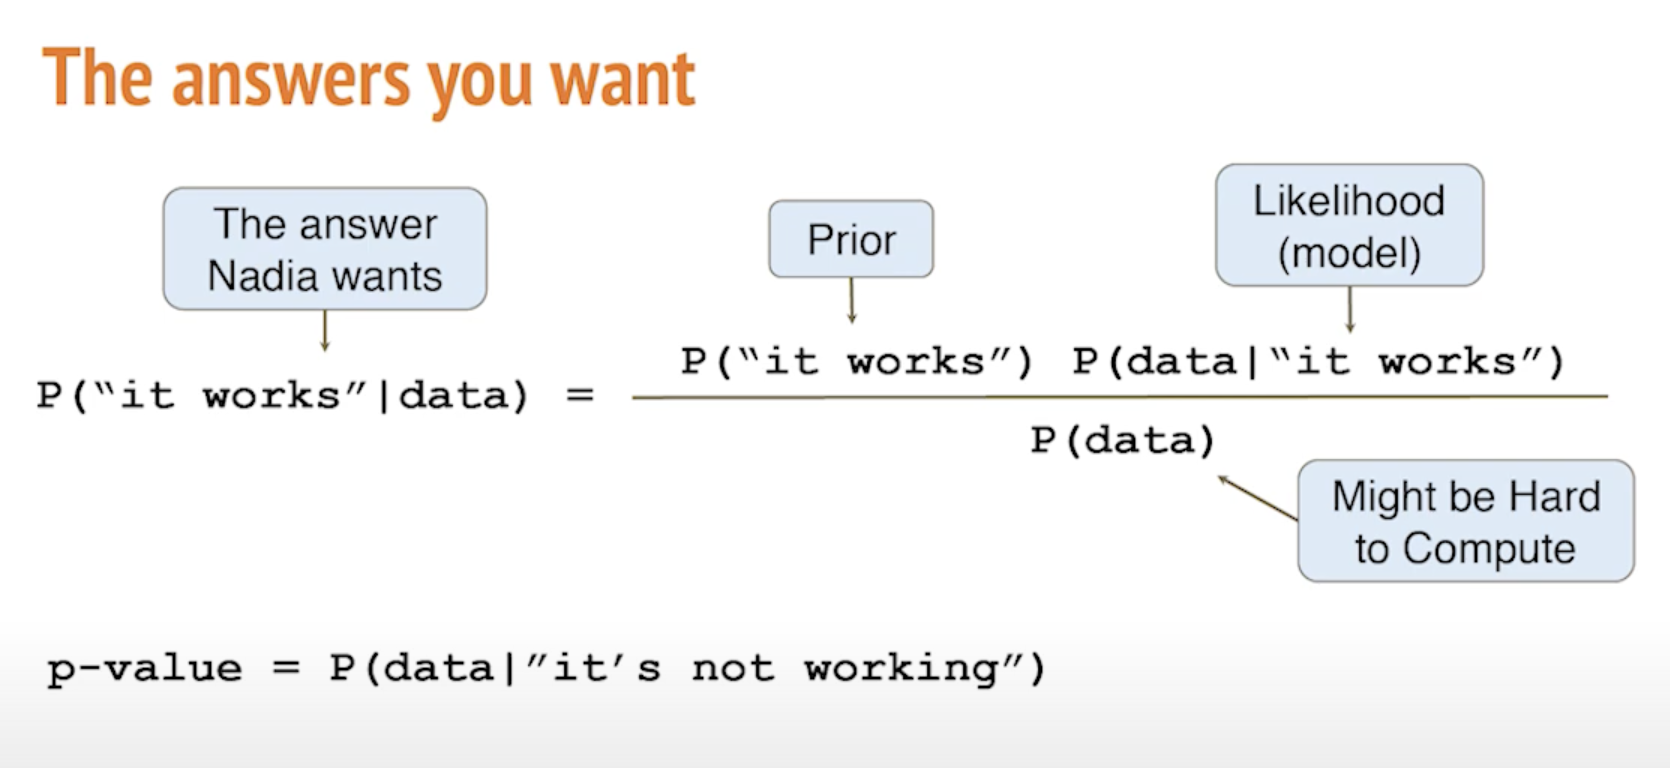 The answers you want
The answer
Nadia wants
Prior
Likelihood
(model)
P(“it works”|data) =
P(“it works”) P(data|“it works”)
P(data)
Might be Hard
to Compute
p-value = P(data|”it’s not working”)